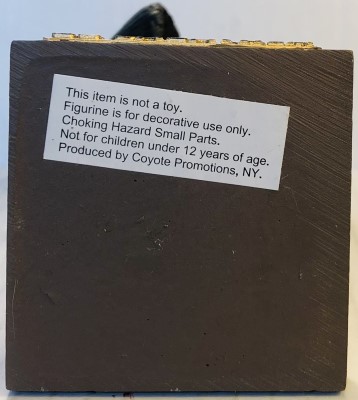 This item is not a toy.
Figurine is for decorative use only.
Choking Hazard Small Parts.
Not for children under 12 years of age.
Produced by Coyote Promotions, NY.